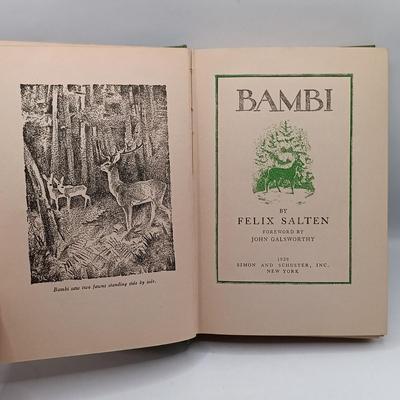 Bambi saw two fawns standing side by side.
BAMBI
BY
FELIX SALTEN
FOREWORD BY
JOHN GALSWORTHY
1929
SIMON AND SCHUSTER, INC.
NEW YORK